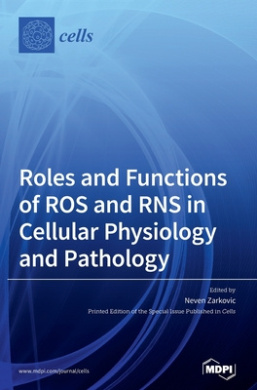 cells
Roles and Functions
of ROS and RNS in
Cellular Physiology
and Pathology
Edited by
Neven Zarkovic
Printed Edition of the Special Issue Published in Cells
www.mdpi.com/journal/cells
MDPI